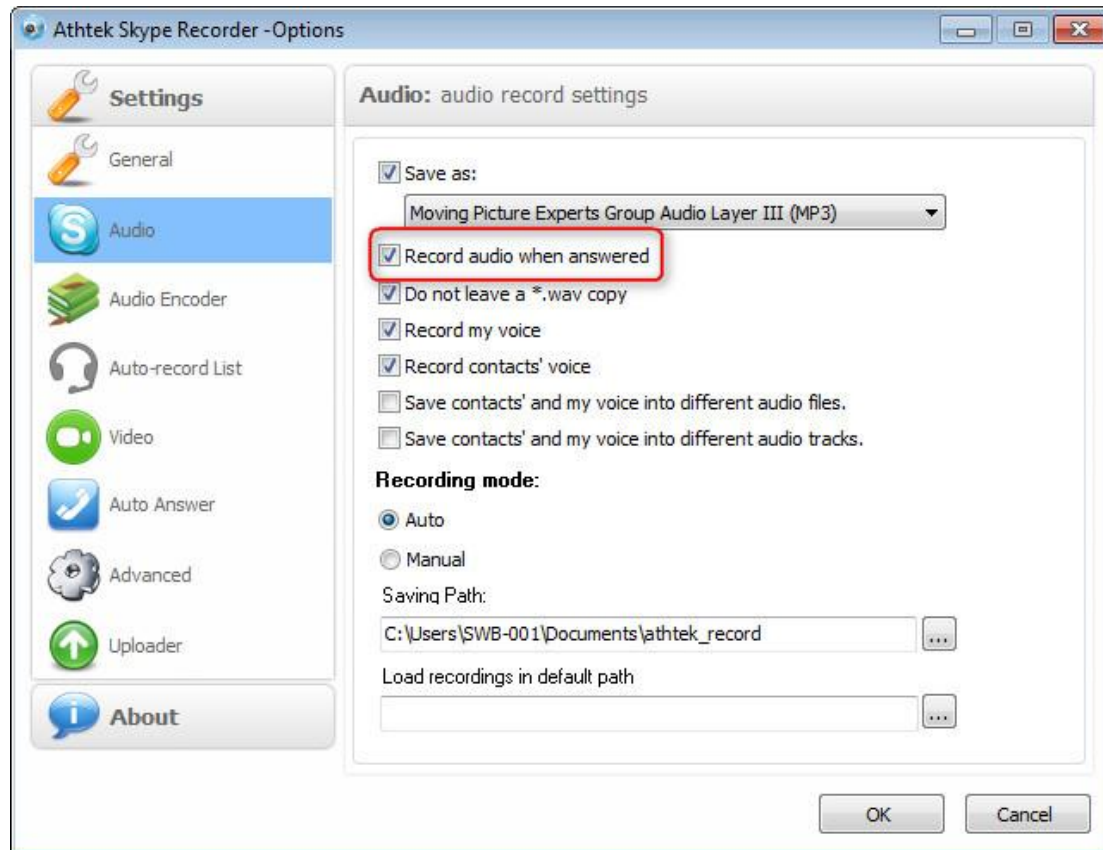 Athtek Skype Recorder -Options
Settings
General
Audio
Audio Encoder
Auto-record List
Video
Auto Answer
Advanced
Uploader
About
Audio: audio record settings
Save as:
Moving Picture Experts Group Audio Layer III (MP3)
Record audio when answered
Do not leave a *.wav copy
Record my voice
Record contacts' voice
Save contacts' and my voice into different audio files.
Save contacts' and my voice into different audio tracks.
Recording mode:
Auto
Manual
Saving Path:
C:\Users\SWB-001\Documents\athtek_record
...
Load recordings in default path
...
OK
Cancel